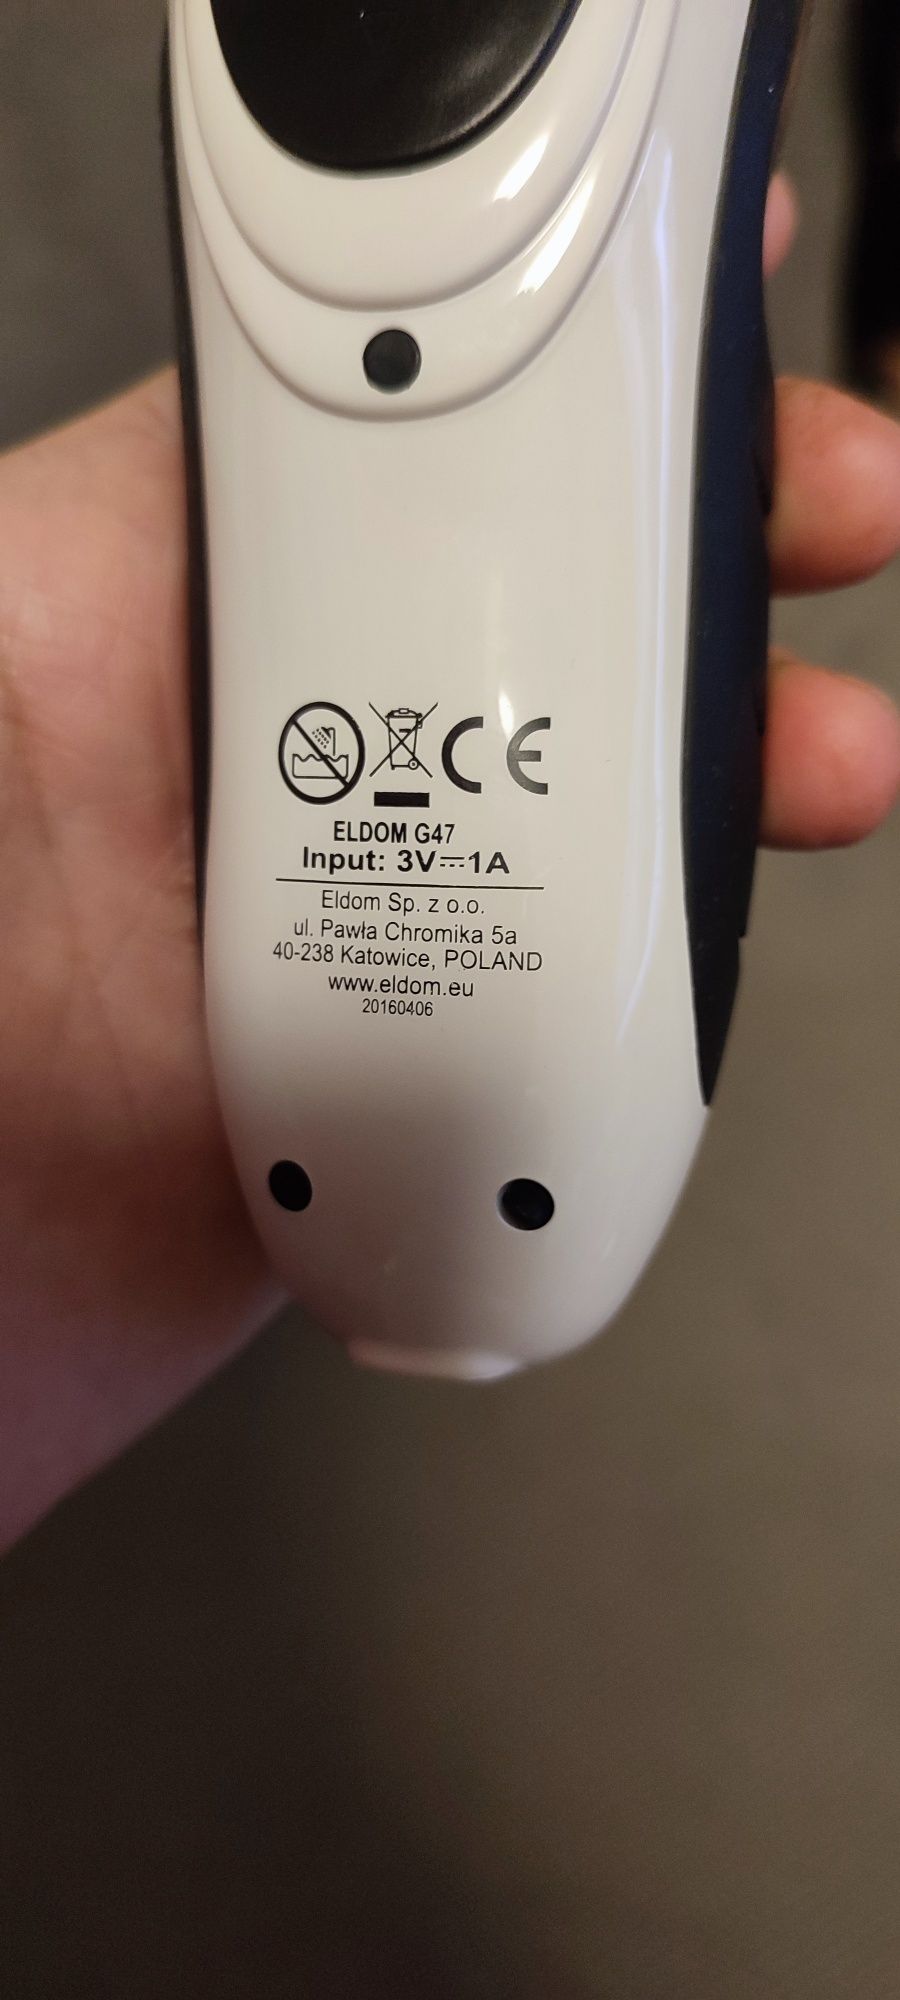 CE
ELDOM G47
Input: 3V⎓1A
Eldom Sp. z o.o.
ul. Pawła Chromika 5a
40-238 Katowice, POLAND
www.eldom.eu
20160406